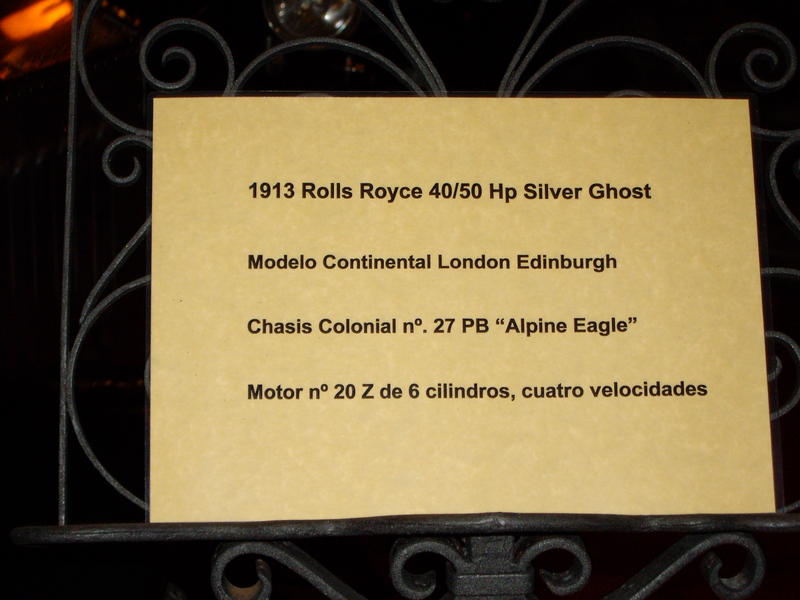 1913 Rolls Royce 40/50 Hp Silver Ghost
Modelo Continental London Edinburgh
Chasis Colonial nº. 27 PB “Alpine Eagle”
Motor nº 20 Z de 6 cilindros, cuatro velocidades